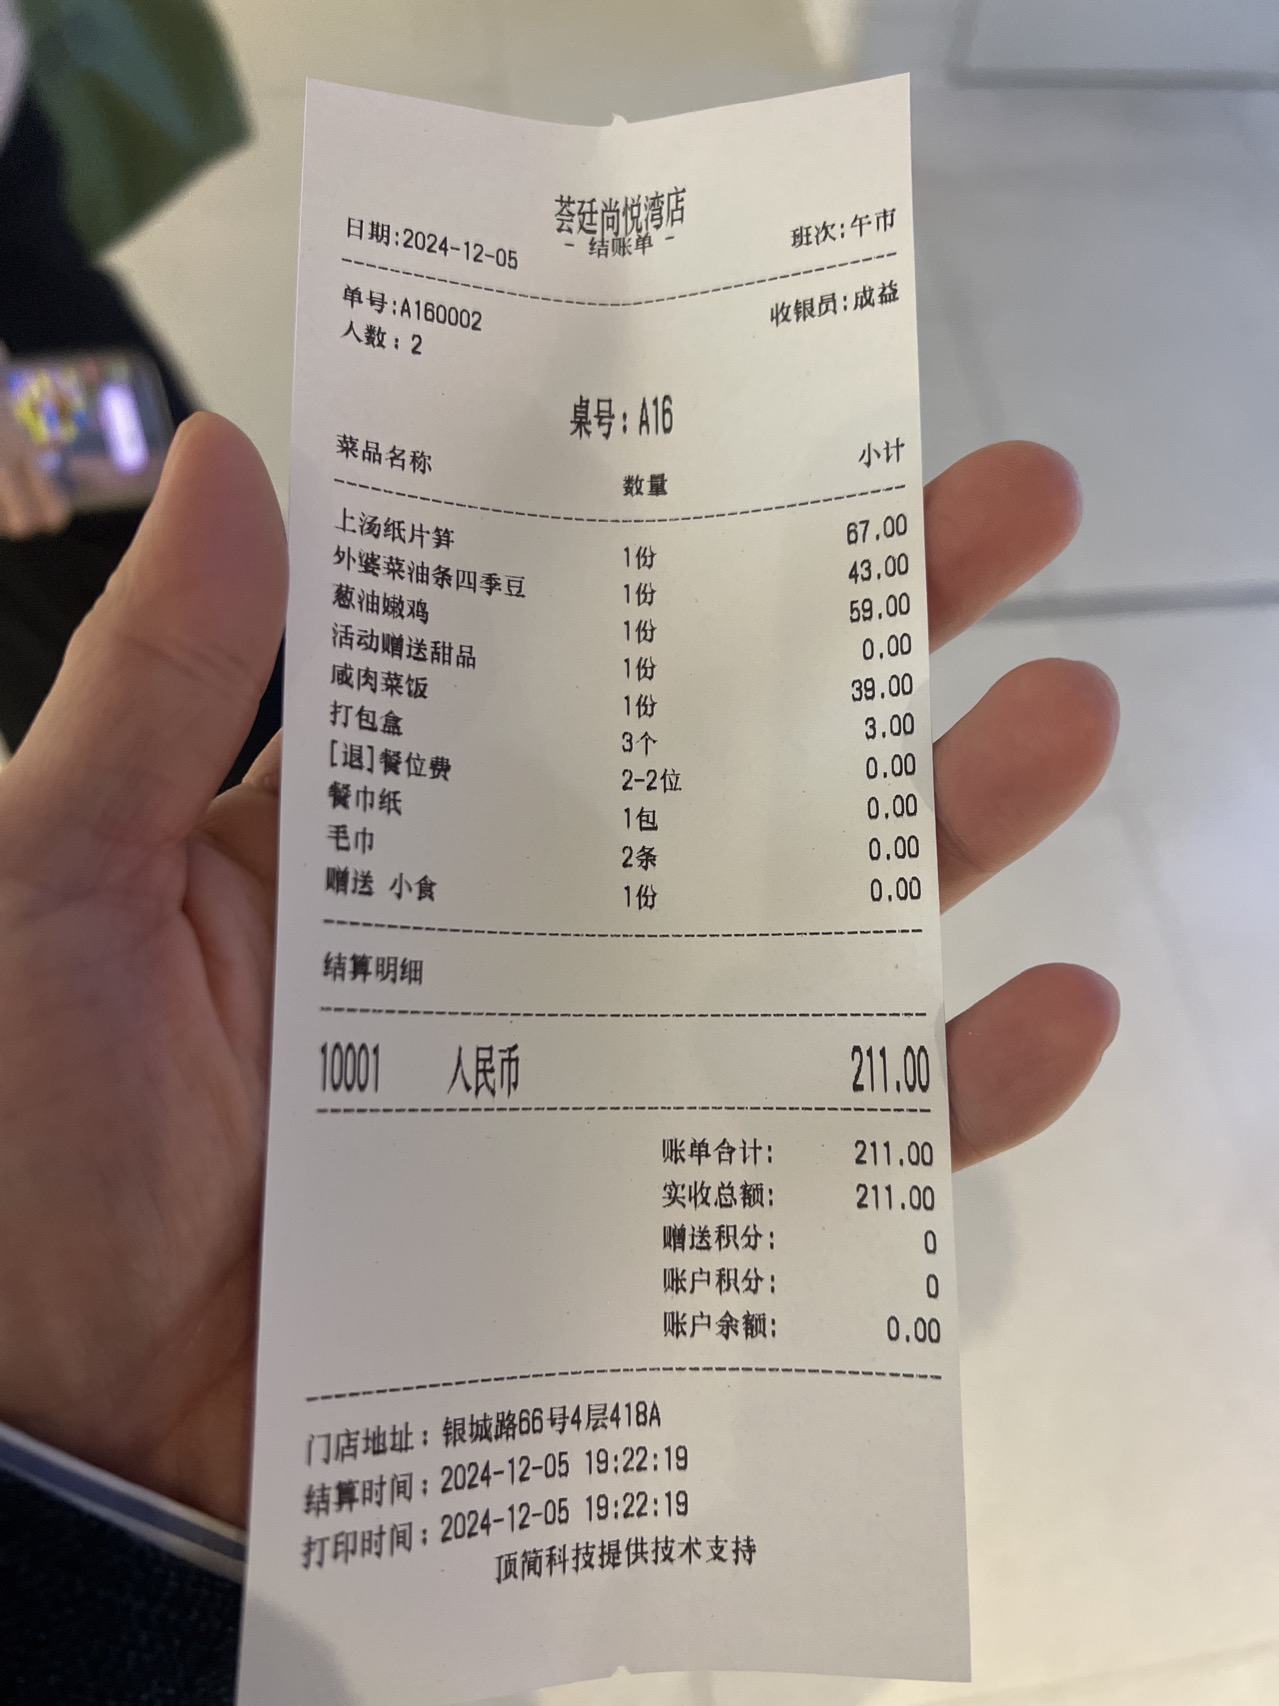 荟廷尚悦湾店
- 结账单 -
日期:2024-12-05 班次:午市
单号:A160002 收银员:成益
人数:2
桌号:A16
菜品名称 数量 小计
上汤纸片笋 1份 67.00
外婆菜油条四季豆 1份 43.00
葱油嫩鸡 1份 59.00
活动赠送甜品 1份 0.00
咸肉菜饭 1份 39.00
打包盒 3个 3.00
[退]餐位费 2-2位 0.00
餐巾纸 1包 0.00
毛巾 2条 0.00
赠送 小食 1份 0.00
结算明细
10001 人民币 211.00
账单合计: 211.00
实收总额: 211.00
赠送积分: 0
账户积分: 0
账户余额: 0.00
门店地址:银城路66号4层418A
结算时间:2024-12-05 19:22:19
打印时间:2024-12-05 19:22:19
顶简科技提供技术支持